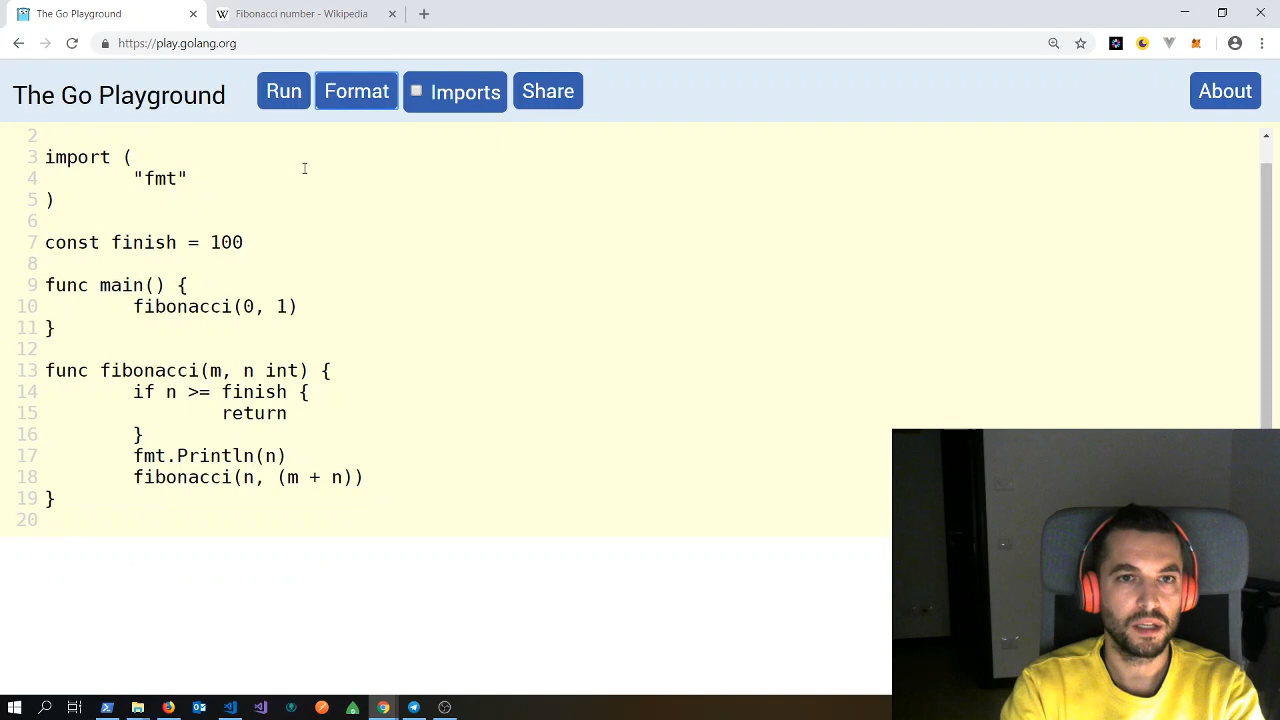 The Go Playground
Fibonacci number - Wikipedia
https://play.golang.org
The Go Playground
Run
Format
Imports
Share
About
2
3 import (
4 "fmt"
5 )
6
7 const finish = 100
8
9 func main() {
10 fibonacci(0, 1)
11 }
12
13 func fibonacci(m, n int) {
14 if n >= finish {
15 return
16 }
17 fmt.Println(n)
18 fibonacci(n, (m + n))
19 }
20